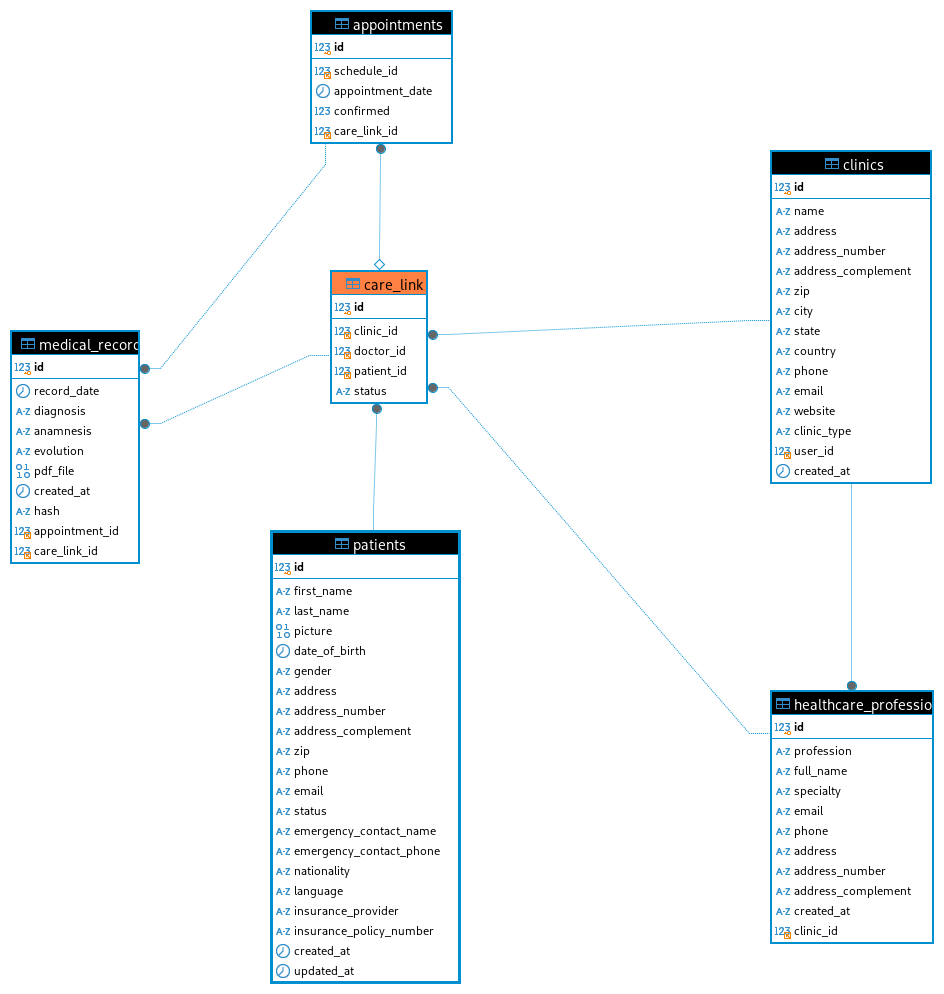 appointments
123 id
123 schedule_id
appointment_date
123 confirmed
123 care_link_id
clinics
123 id
A-Z name
A-Z address
A-Z address_number
A-Z address_complement
A-Z zip
A-Z city
A-Z state
A-Z country
A-Z phone
A-Z email
A-Z website
A-Z clinic_type
123 user_id
created_at
care_link
123 id
123 clinic_id
123 doctor_id
123 patient_id
A-Z status
medical_record
123 id
record_date
A-Z diagnosis
A-Z anamnesis
A-Z evolution
pdf_file
created_at
A-Z hash
123 appointment_id
123 care_link_id
patients
123 id
A-Z first_name
A-Z last_name
picture
date_of_birth
A-Z gender
A-Z address
A-Z address_number
A-Z address_complement
A-Z zip
A-Z phone
A-Z email
A-Z status
A-Z emergency_contact_name
A-Z emergency_contact_phone
A-Z nationality
A-Z language
A-Z insurance_provider
A-Z insurance_policy_number
created_at
updated_at
healthcare_professio
123 id
A-Z profession
A-Z full_name
A-Z specialty
A-Z email
A-Z phone
A-Z address
A-Z address_number
A-Z address_complement
A-Z created_at
123 clinic_id